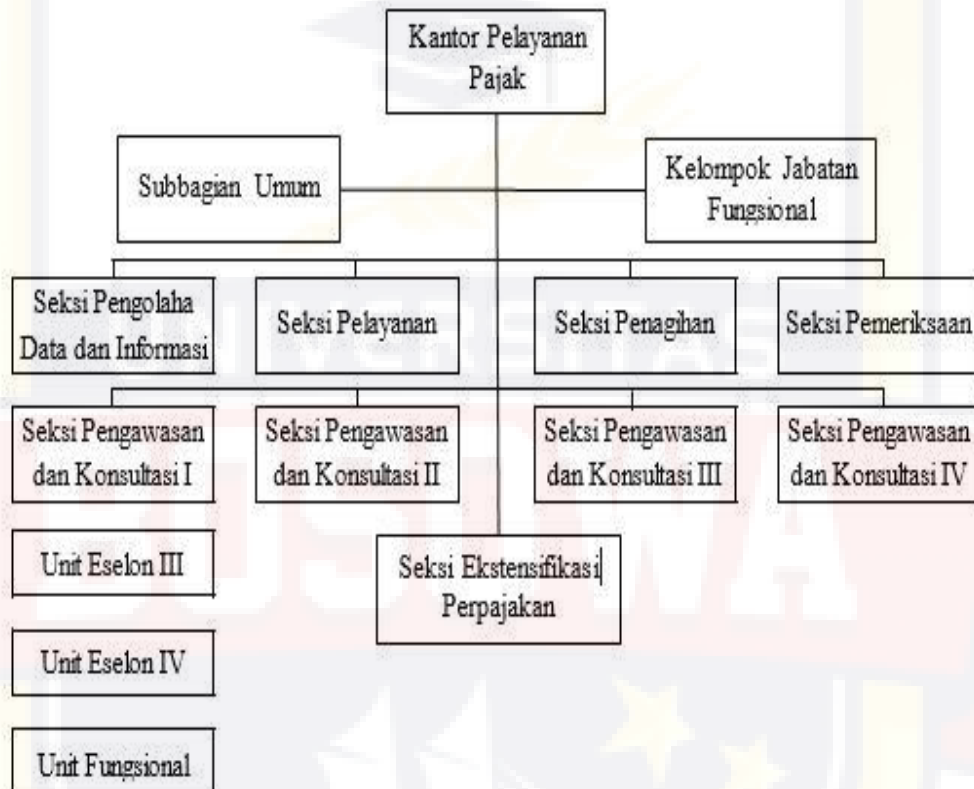 Kantor Pelayanan
Pajak
Subbagian Umum
Kelompok Jabatan
Fungsional
Seksi Pengolaha
Data dan Informasi
Seksi Pelayanan
Seksi Penagihan
Seksi Pemeriksaan
Seksi Pengawasan
dan Konsultasi I
Seksi Pengawasan
dan Konsultasi II
Seksi Pengawasan
dan Konsultasi III
Seksi Pengawasan
dan Konsultasi IV
Unit Eselon III
Seksi Ekstensifikasi
Perpajakan
Unit Eselon IV
Unit Fungsional
UNIVERSITAS
BOSOWA